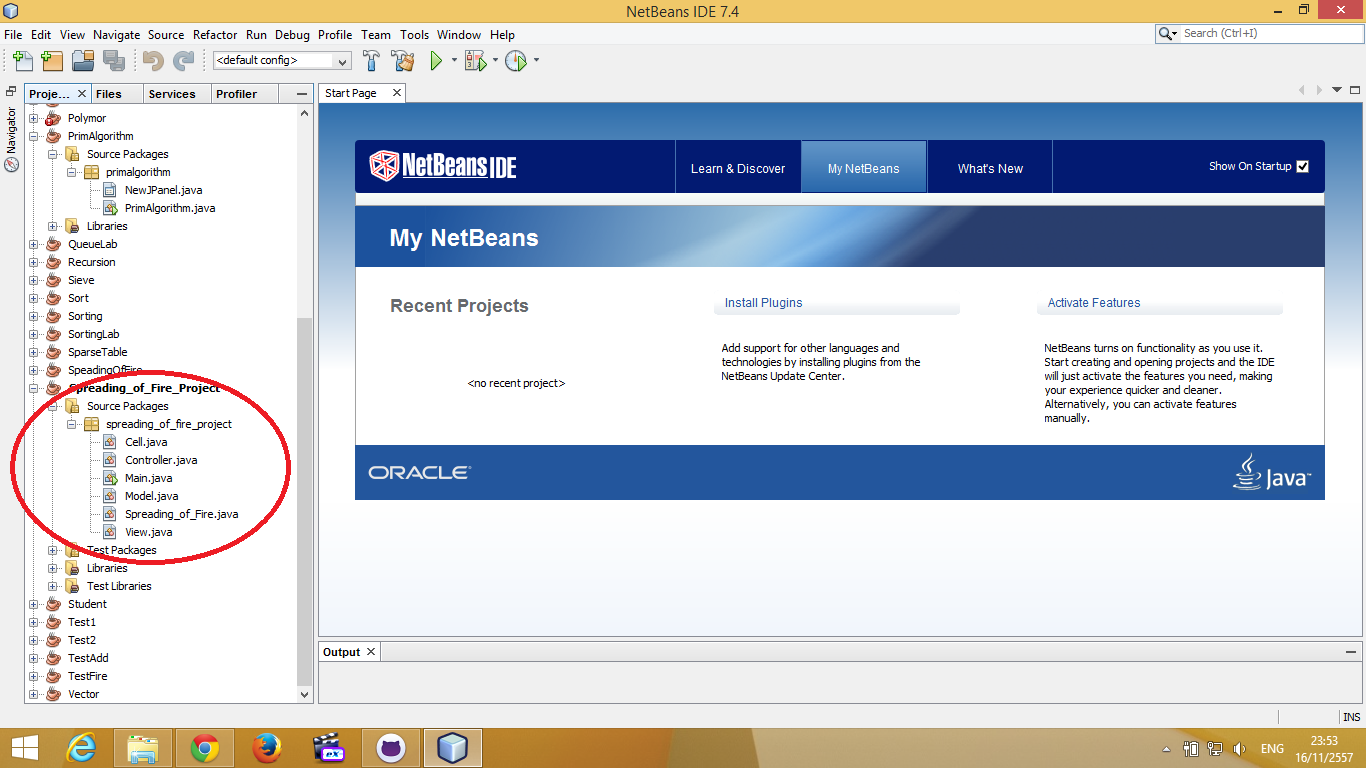 NetBeans IDE 7.4
File Edit View Navigate Source Refactor Run Debug Profile Team Tools Window Help
Search (Ctrl+I)
<default config>
Navigator
Proje... Files Services Profiler
Polymor
PrimAlgorithm
Source Packages
primalgorithm
NewJPanel.java
PrimAlgorithm.java
Libraries
QueueLab
Recursion
Sieve
Sort
Sorting
SortingLab
SparseTable
SpeadingOfFire
Spreading_of_Fire_Project
Source Packages
spreading_of_fire_project
Cell.java
Controller.java
Main.java
Model.java
Spreading_of_Fire.java
View.java
Test Packages
Libraries
Test Libraries
Student
Test1
Test2
TestAdd
TestFire
Vector
Start Page
NetBeans IDE
Learn & Discover
My NetBeans
What's New
Show On Startup
My NetBeans
Recent Projects
<no recent project>
Install Plugins
Add support for other languages and
technologies by installing plugins from the
NetBeans Update Center.
Activate Features
NetBeans turns on functionality as you use it.
Start creating and opening projects and the IDE
will just activate the features you need, making
your experience quicker and cleaner.
Alternatively, you can activate features
manually.
ORACLE
Java
Output
INS
ex
ENG
23:53
16/11/2557